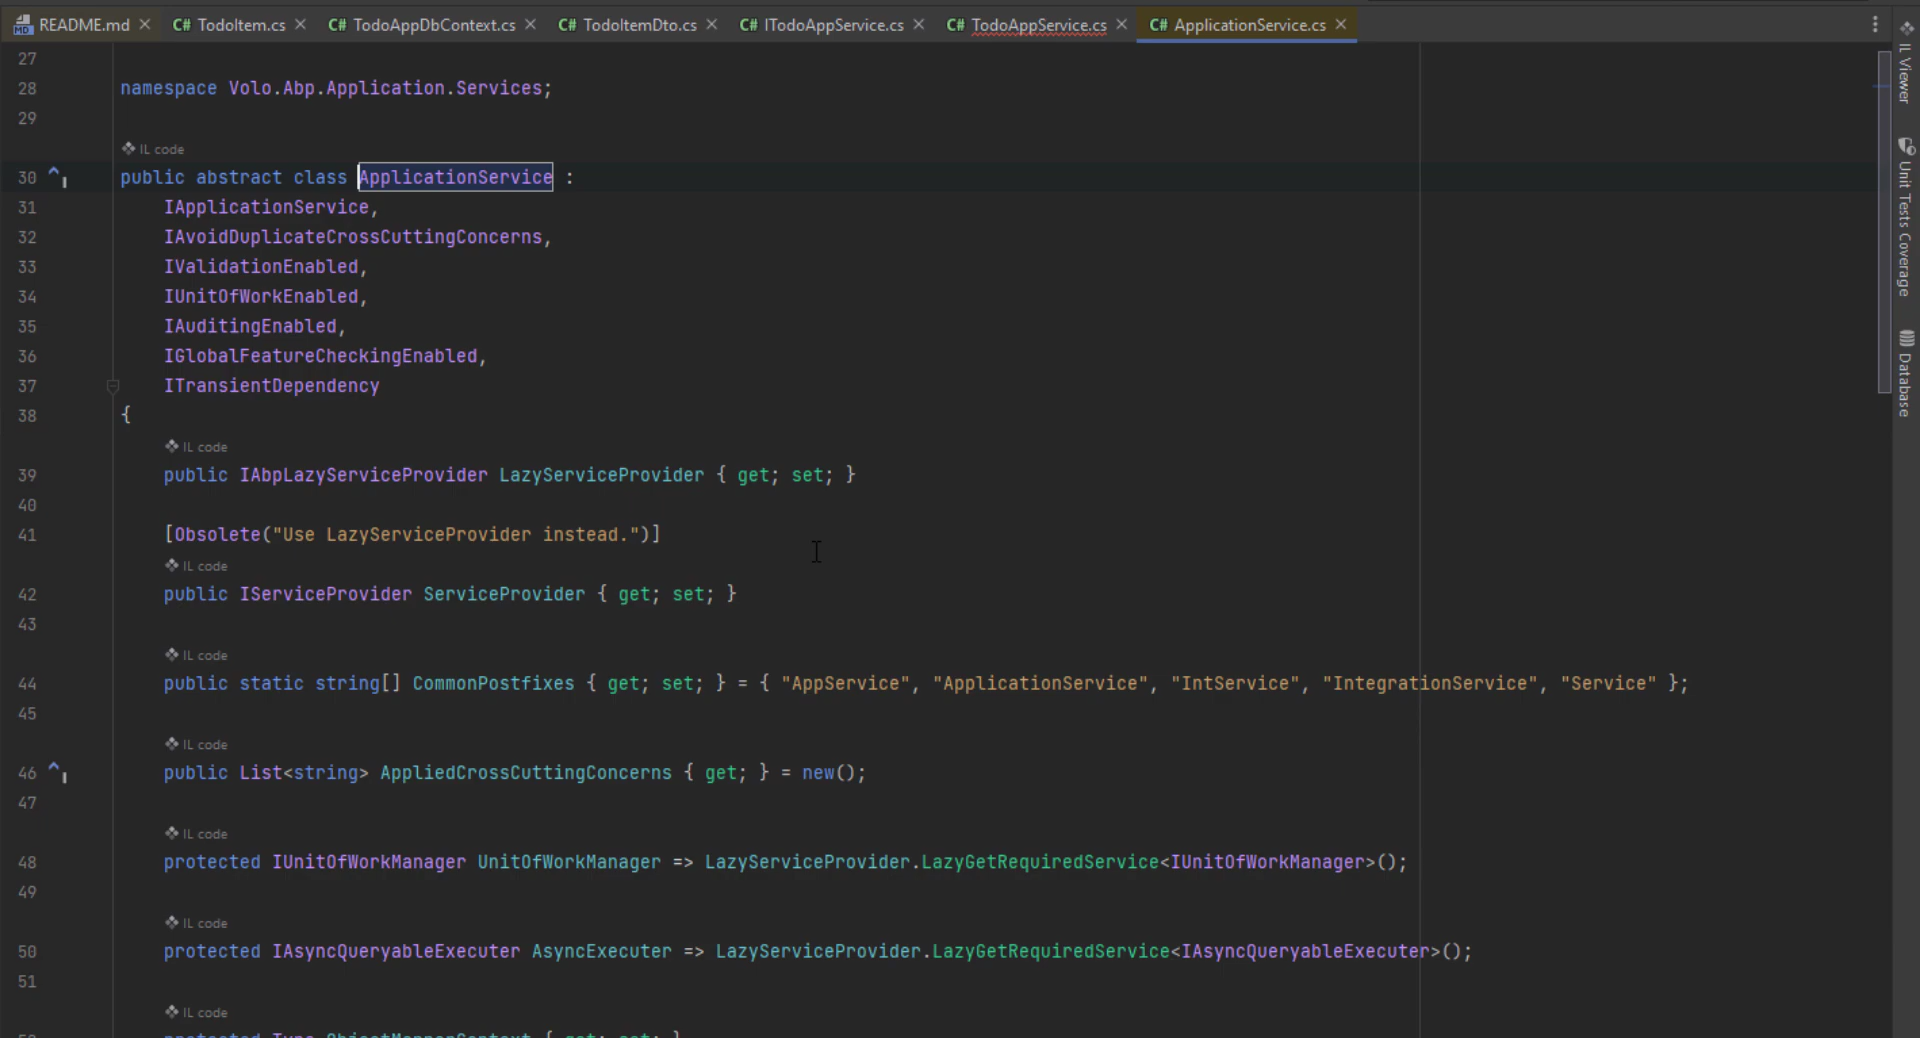 README.md
TodoItem.cs
TodoAppDbContext.cs
TodoItemDto.cs
ITodoAppService.cs
TodoAppService.cs
ApplicationService.cs
27
28 namespace Volo.Abp.Application.Services;
29
IL code
30 public abstract class ApplicationService :
31 IApplicationService,
32 IAvoidDuplicateCrossCuttingConcerns,
33 IValidationEnabled,
34 IUnitOfWorkEnabled,
35 IAuditingEnabled,
36 IGlobalFeatureCheckingEnabled,
37 ITransientDependency
38 {
IL code
39 public IAbpLazyServiceProvider LazyServiceProvider { get; set; }
40
41 [Obsolete("Use LazyServiceProvider instead.")]
IL code
42 public IServiceProvider ServiceProvider { get; set; }
43
IL code
44 public static string[] CommonPostfixes { get; set; } = { "AppService", "ApplicationService", "IntService", "IntegrationService", "Service" };
45
IL code
46 public List<string> AppliedCrossCuttingConcerns { get; } = new();
47
IL code
48 protected IUnitOfWorkManager UnitOfWorkManager => LazyServiceProvider.LazyGetRequiredService<IUnitOfWorkManager>();
49
IL code
50 protected IAsyncQueryableExecuter AsyncExecuter => LazyServiceProvider.LazyGetRequiredService<IAsyncQueryableExecuter>();
51
IL code
protected Type ObjectMapperContext { get; set; }
IL Viewer
Unit Tests Coverage
Database